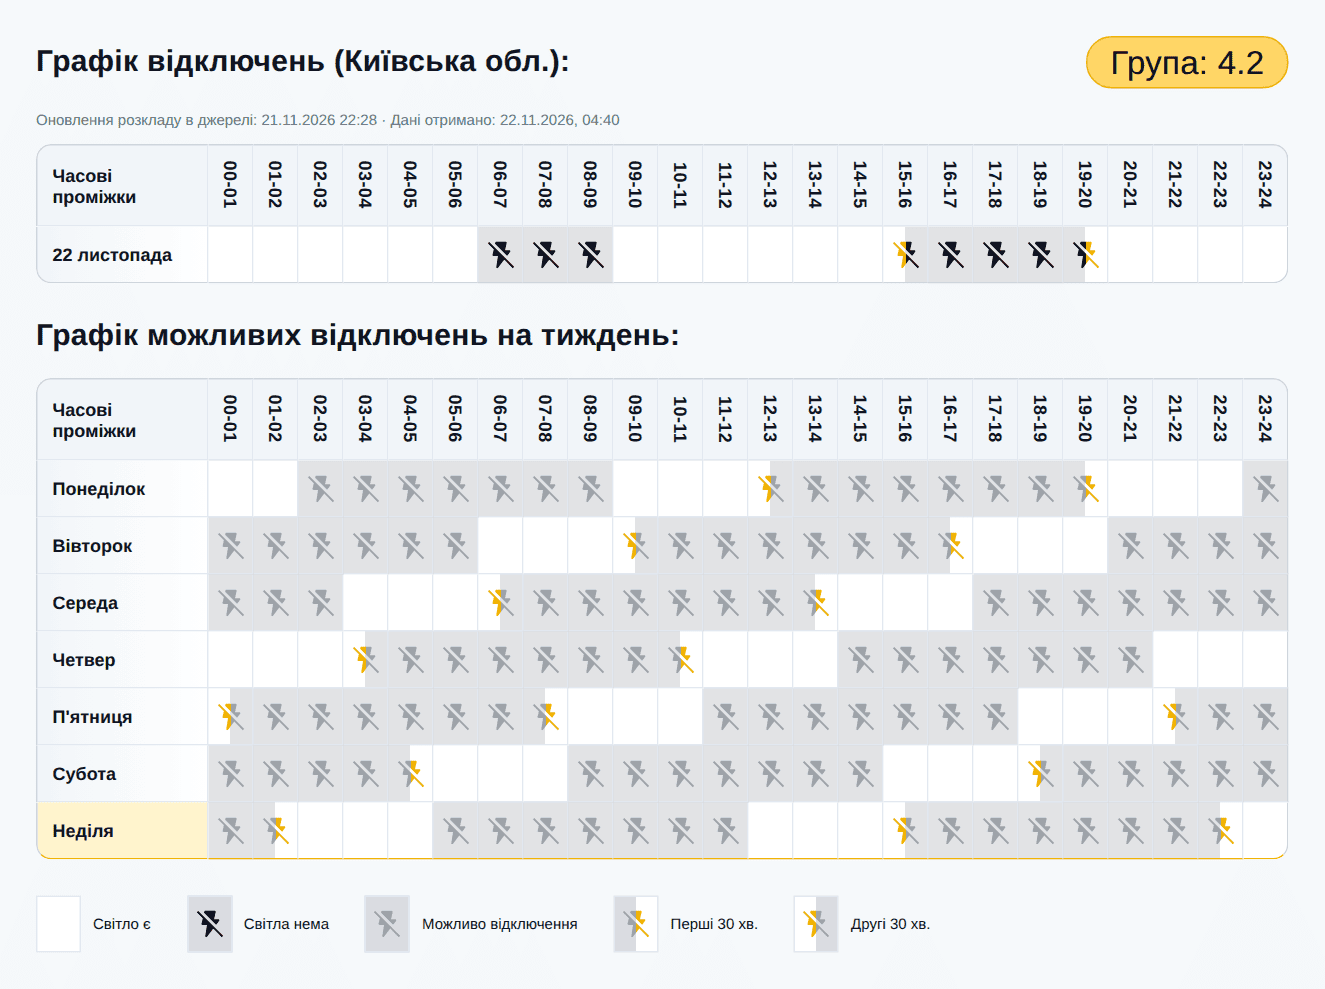 Графік відключень (Київська обл.):
Група: 4.2
Оновлення розкладу в джерелі: 21.11.2026 22:28 · Дані отримано: 22.11.2026, 04:40
Часові проміжки 00-01 01-02 02-03 03-04 04-05 05-06 06-07 07-08 08-09 09-10 10-11 11-12 12-13 13-14 14-15 15-16 16-17 17-18 18-19 19-20 20-21 21-22 22-23 23-24
22 листопада
Графік можливих відключень на тиждень:
Часові проміжки 00-01 01-02 02-03 03-04 04-05 05-06 06-07 07-08 08-09 09-10 10-11 11-12 12-13 13-14 14-15 15-16 16-17 17-18 18-19 19-20 20-21 21-22 22-23 23-24
Понеділок
Вівторок
Середа
Четвер
П'ятниця
Субота
Неділя
Світло є Світла нема Можливо відключення Перші 30 хв. Другі 30 хв.